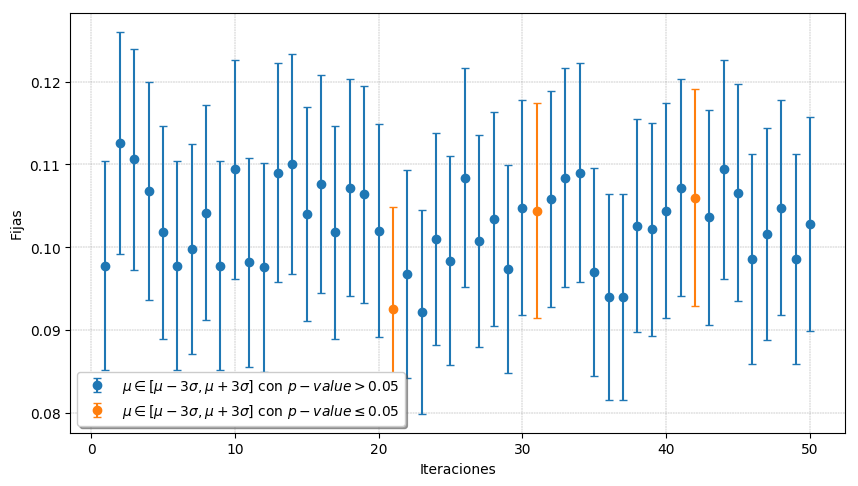 0.12
0.11
0.10
0.09
0.08
Fijas
μ ∈ [μ − 3σ, μ + 3σ] con p − value > 0.05
μ ∈ [μ − 3σ, μ + 3σ] con p − value ≤ 0.05
0 10 20 30 40 50
Iteraciones